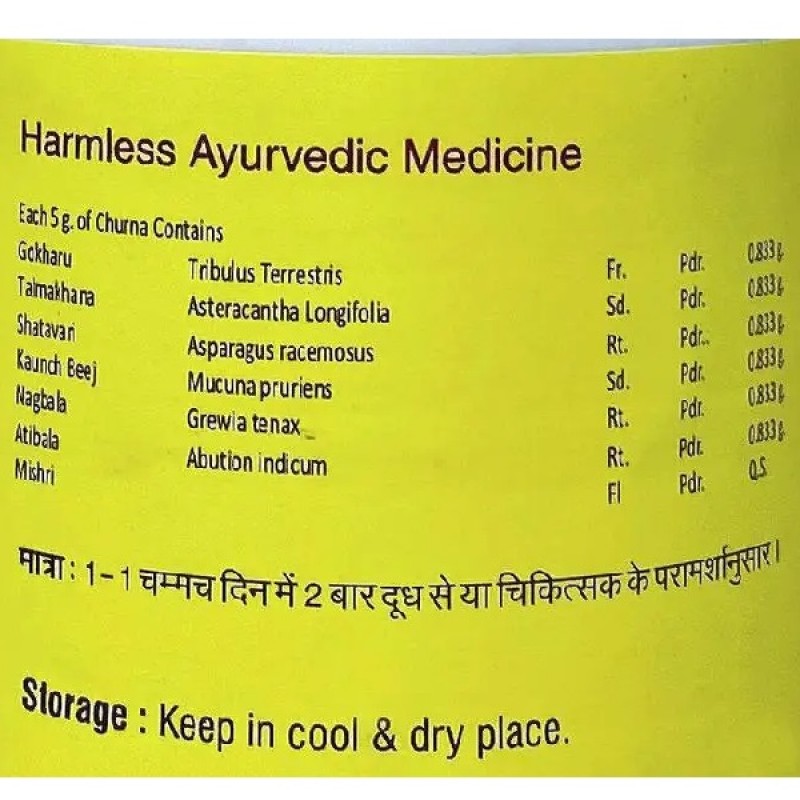 Harmless Ayurvedic Medicine
Each 5 g. of Churna Contains
Gokharu Tribulus Terrestris Fr. Pdr. 0.833 g
Talmakhana Asteracantha Longifolia Sd. Pdr. 0.833 g
Shatavari Asparagus racemosus Rt. Pdr.. 0.833 g
Kaunch Beej Mucuna pruriens Sd. Pdr. 0.833 g
Nagbala Grewia tenax Rt. Pdr. 0.833 g
Atibala Abution indicum Rt. Pdr. 0.833 g
Mishri Fl Pdr. Q.S.
मात्रा : 1-1 चम्मच दिन में 2 बार दूध से या चिकित्सक के परामर्शानुसार।
Storage : Keep in cool & dry place.